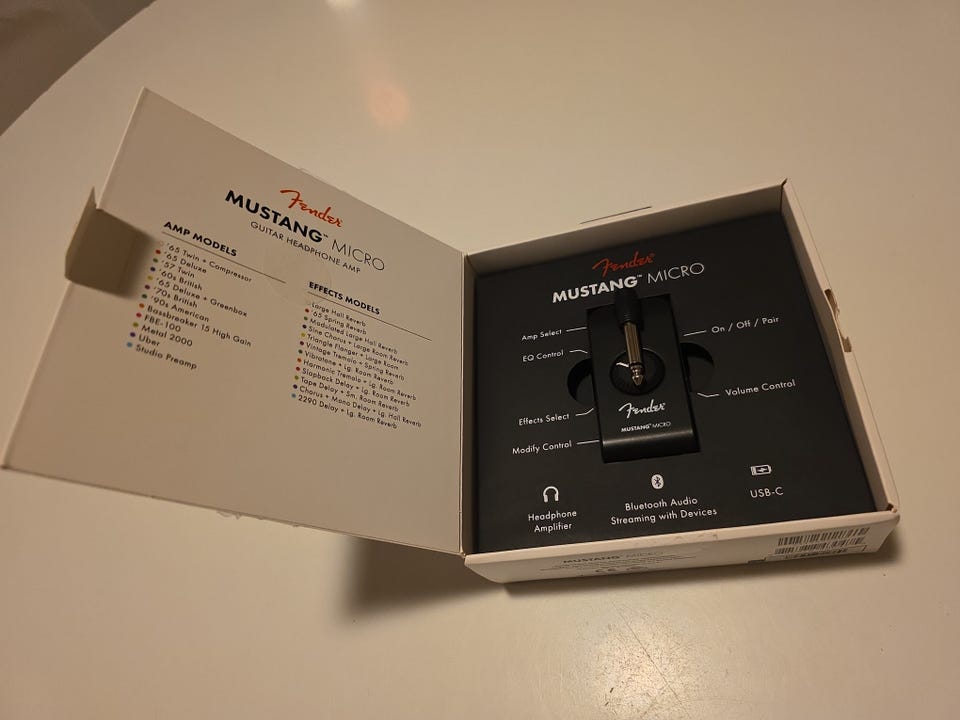 Fender
MUSTANG™ MICRO
GUITAR HEADPHONE AMP
AMP MODELS
'65 Twin + Compressor
'65 Deluxe
'57 Twin
'60s British
'65 Deluxe + Greenbox
'70s British
'90s American
Bassbreaker 15 High Gain
FBE-100
Metal 2000
Uber
Studio Preamp
EFFECTS MODELS
Large Hall Reverb
'65 Spring Reverb
Modulated Large Hall Reverb
Sine Chorus + Large Room Reverb
Triangle Flanger + Large Room
Vintage Tremolo + Spring Reverb
Vibratone + Lg. Room Reverb
Harmonic Tremolo + Lg. Room Reverb
Slapback Delay + Lg. Room Reverb
Tape Delay + Sm. Room Reverb
Chorus + Mono Delay + Lg. Hall Reverb
2290 Delay + Lg. Room Reverb
Fender
MUSTANG™ MICRO
Amp Select
On / Off / Pair
EQ Control
Volume Control
Effects Select
Modify Control
Fender
MUSTANG MICRO
Headphone
Amplifier
Bluetooth Audio
Streaming with Devices
USB-C
MUSTANG MICRO